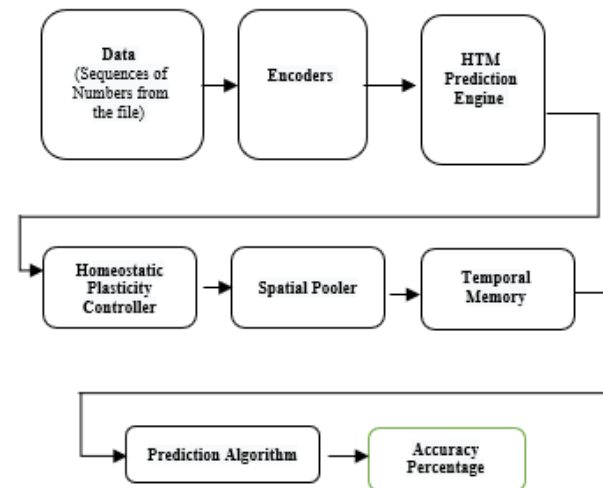 Data
(Sequences of
Numbers from
the file)
Encoders
HTM
Prediction
Engine
Homeostatic
Plasticity
Controller
Spatial Pooler
Temporal
Memory
Prediction Algorithm
Accuracy
Percentage